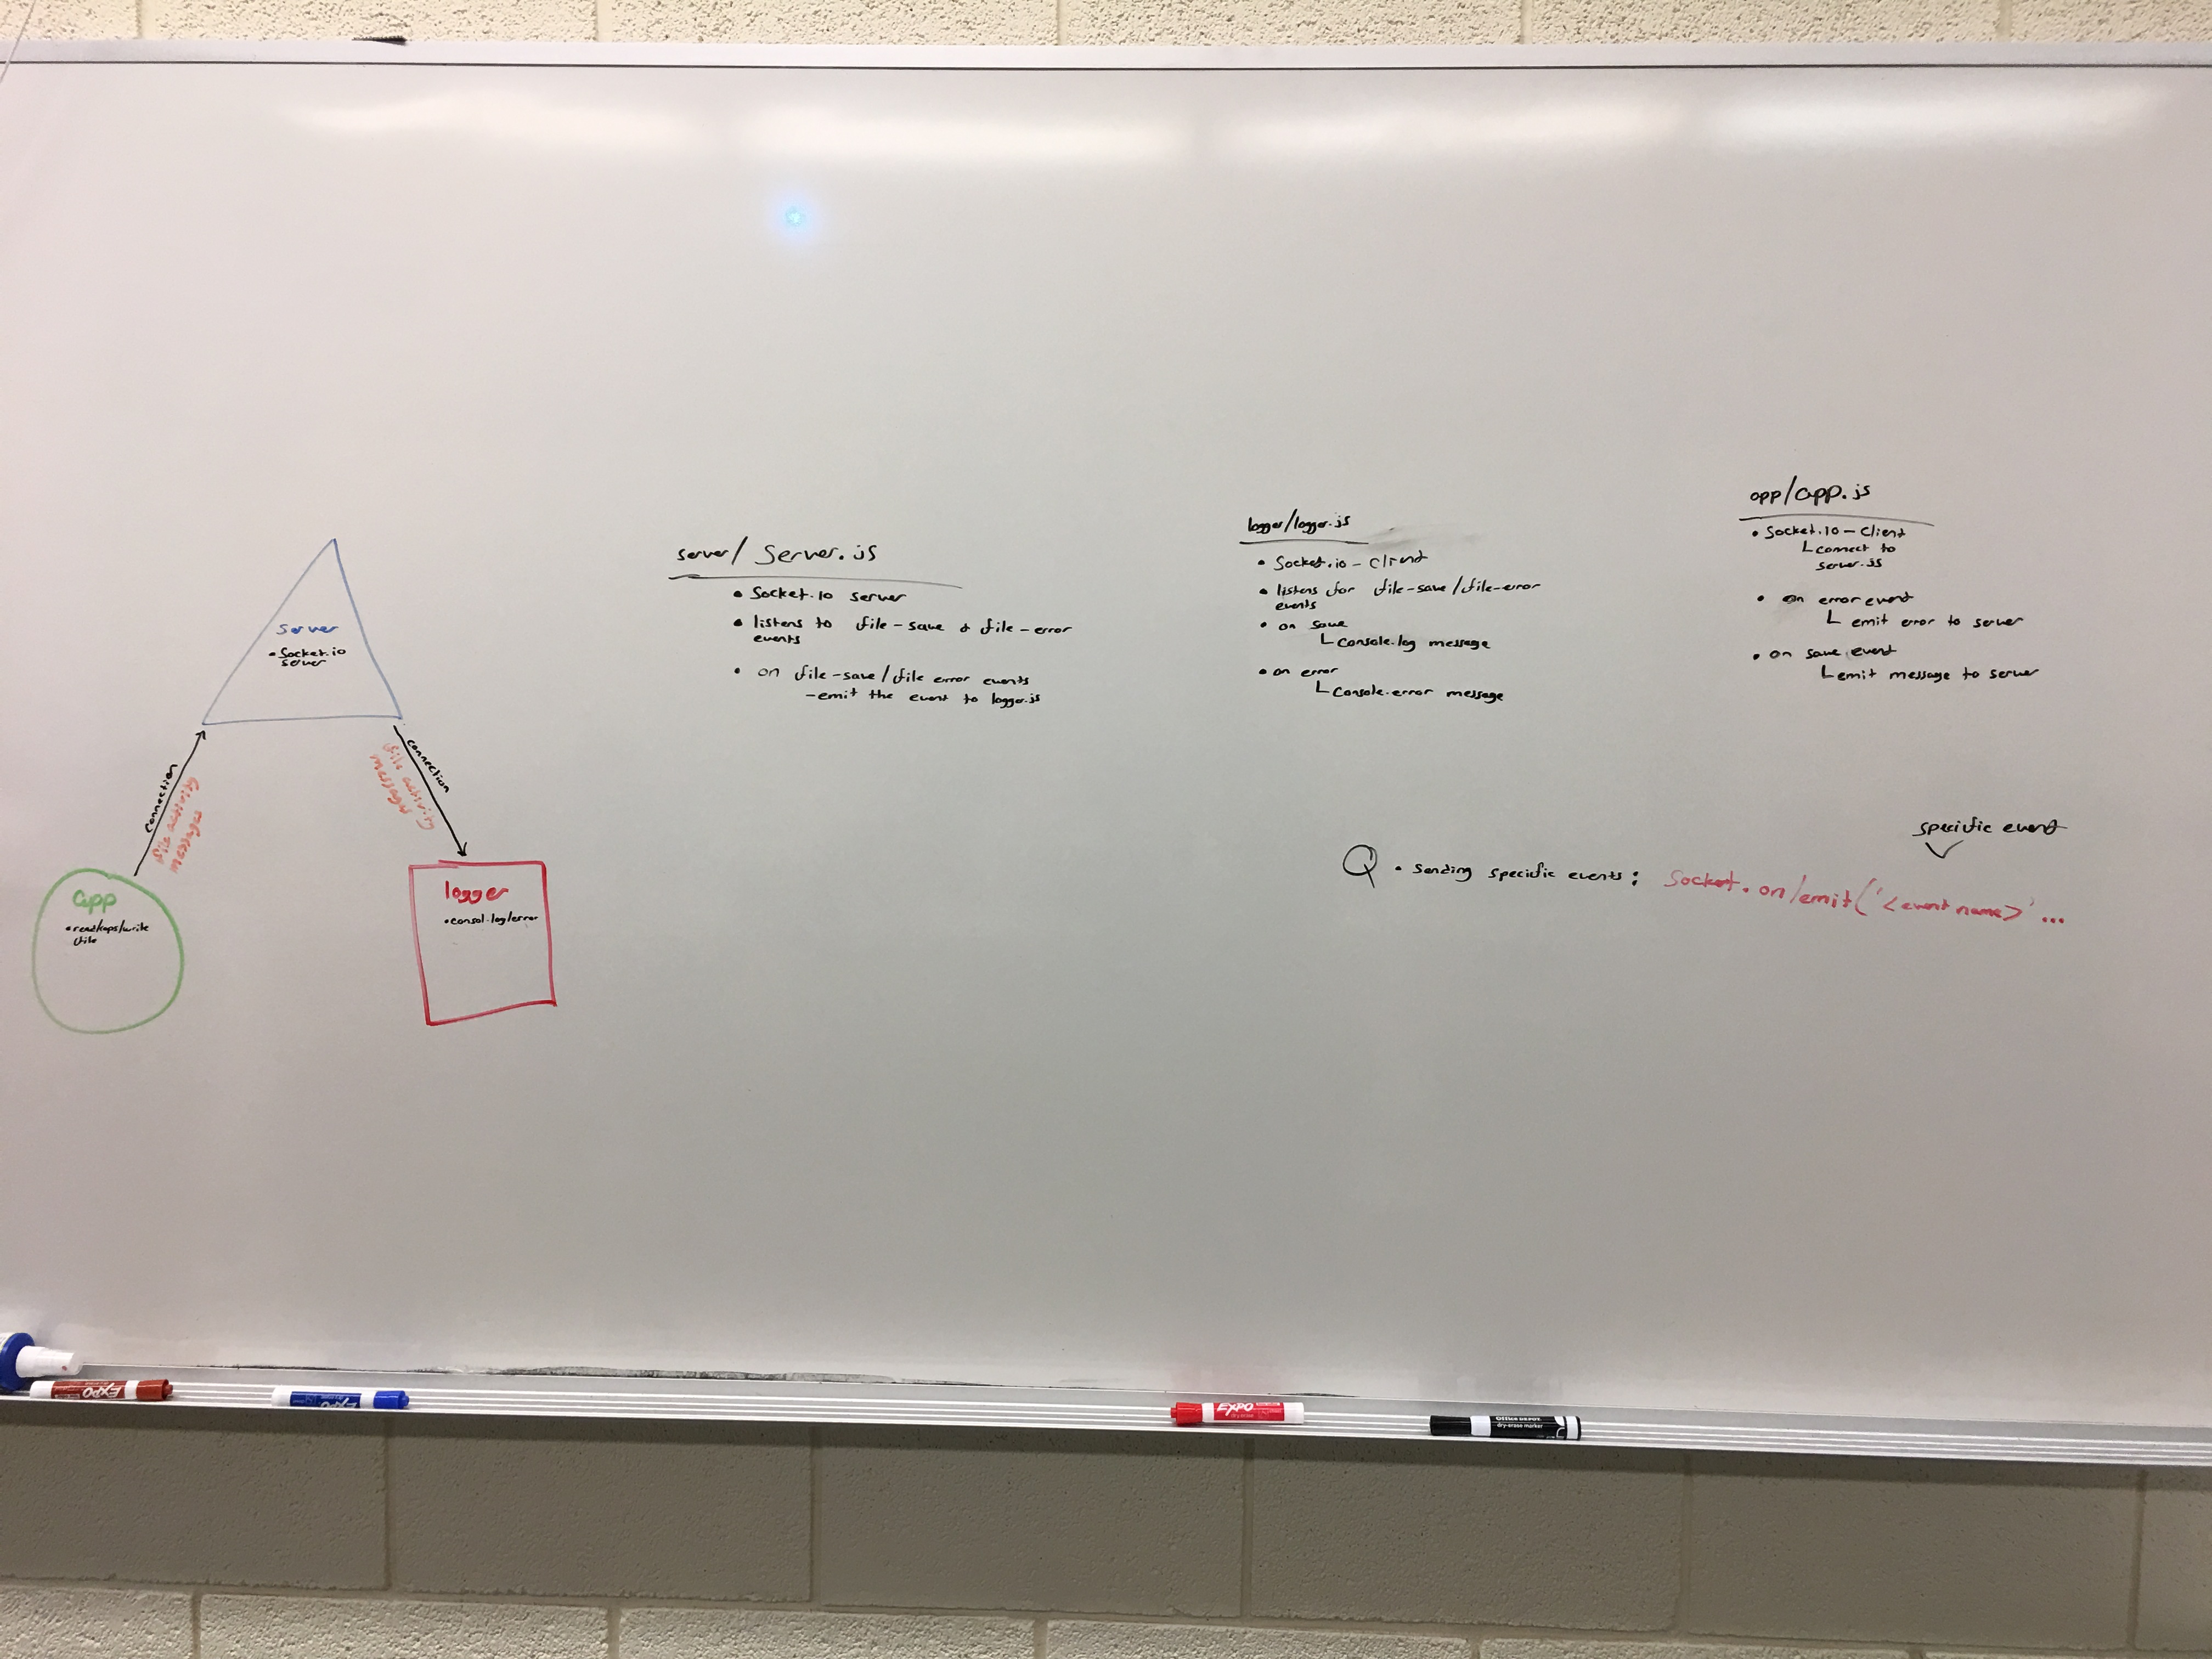 server
• Socket.io
server
connection
file activity
messages
connection
file activity
messages
app
• read/caps/write
file
logger
• consol.log/error
server/ Server.js
• Socket.io server
• listens to file-save & file-error
events
• on file-save/file error events
- emit the event to logger.js
logger/logger.js
• Socket.io-client
• listens for file-save/file-error
events
• on save
└ Console.log message
• on error
└ Console.error message
app/app.js
• Socket.io-Client
└ connect to
server.js
• on error event
└ emit error to server
• on save event
└ emit message to server
specific event
Q • Sending specific events: Socket.on/emit('<event name>' ...
EXPO
dry erase
EXPO
EXPO
dry erase
OFFICE DEPOT.
dry-erase marker